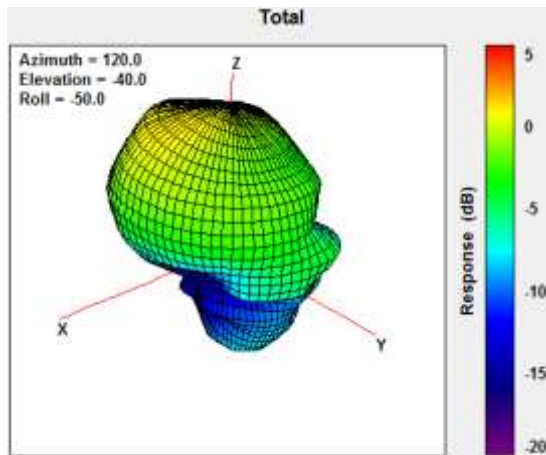 Total
Azimuth = 120.0
Elevation = -40.0
Roll = -50.0
Z
X
Y
Response (dB)
5
0
-5
-10
-15
-20